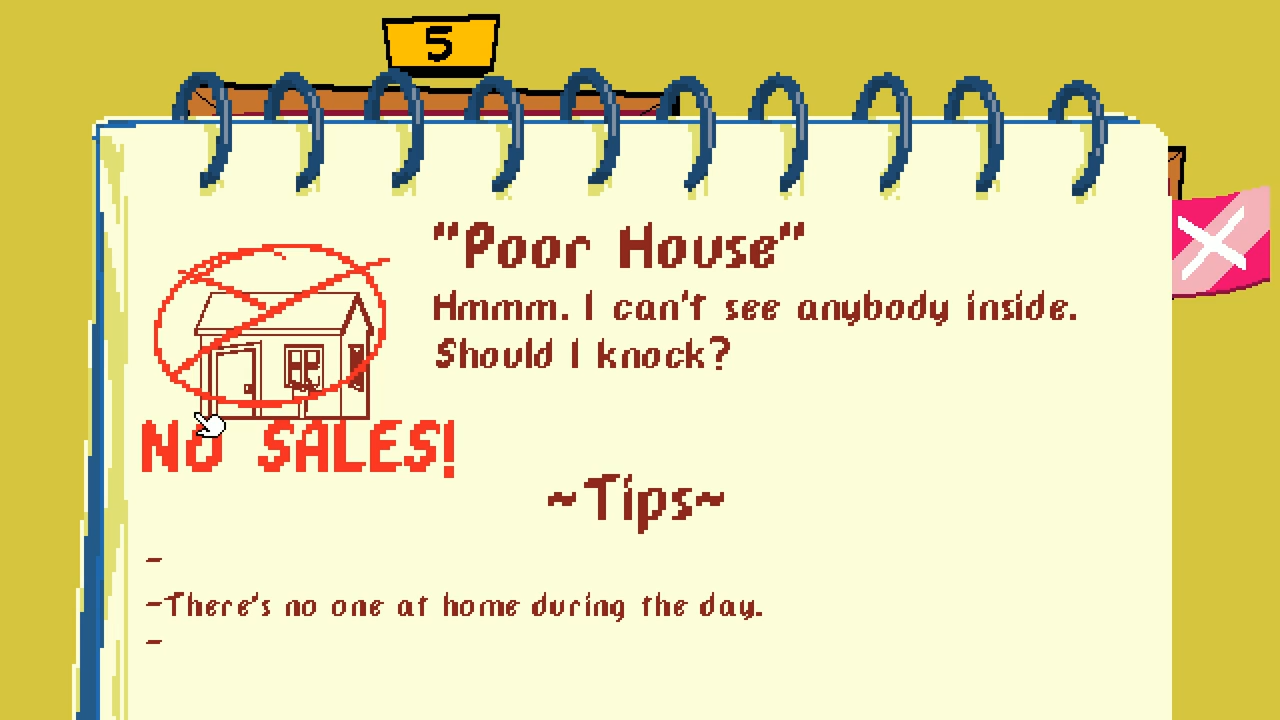 5
"Poor House"
Hmmm. I can't see anybody inside.
Should I knock?
NO SALES!
~Tips~
-
-There's no one at home during the day.
-